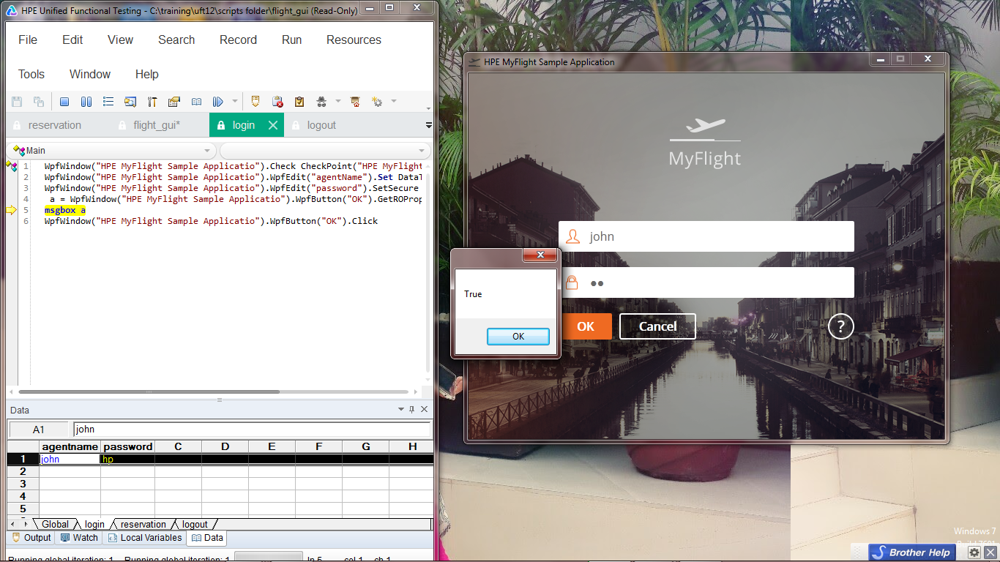 HPE Unified Functional Testing - C:\training\uft12\scripts folder\flight_gui (Read-Only)
File Edit View Search Record Run Resources
Tools Window Help
reservation flight_gui* login logout
Main
1 WpfWindow("HPE MyFlight Sample Applicatio").Check CheckPoint("HPE MyFlight
2 WpfWindow("HPE MyFlight Sample Applicatio").WpfEdit("agentName").Set DataT
3 WpfWindow("HPE MyFlight Sample Applicatio").WpfEdit("password").SetSecure
4 a = WpfWindow("HPE MyFlight Sample Applicatio").WpfButton("OK").GetROProp
5 msgbox a
6 WpfWindow("HPE MyFlight Sample Applicatio").WpfButton("OK").Click
Data
A1 john
agentname password C D E F G H
1 john hp
2
3
4
5
Global login reservation logout
Output Watch Local Variables Data
Running global iteration: 1 Running global iteration: 1 ln 5 col 1 ch 1
HPE MyFlight Sample Application
MyFlight
john
OK Cancel ?
True
OK
Windows 7
Brother Help